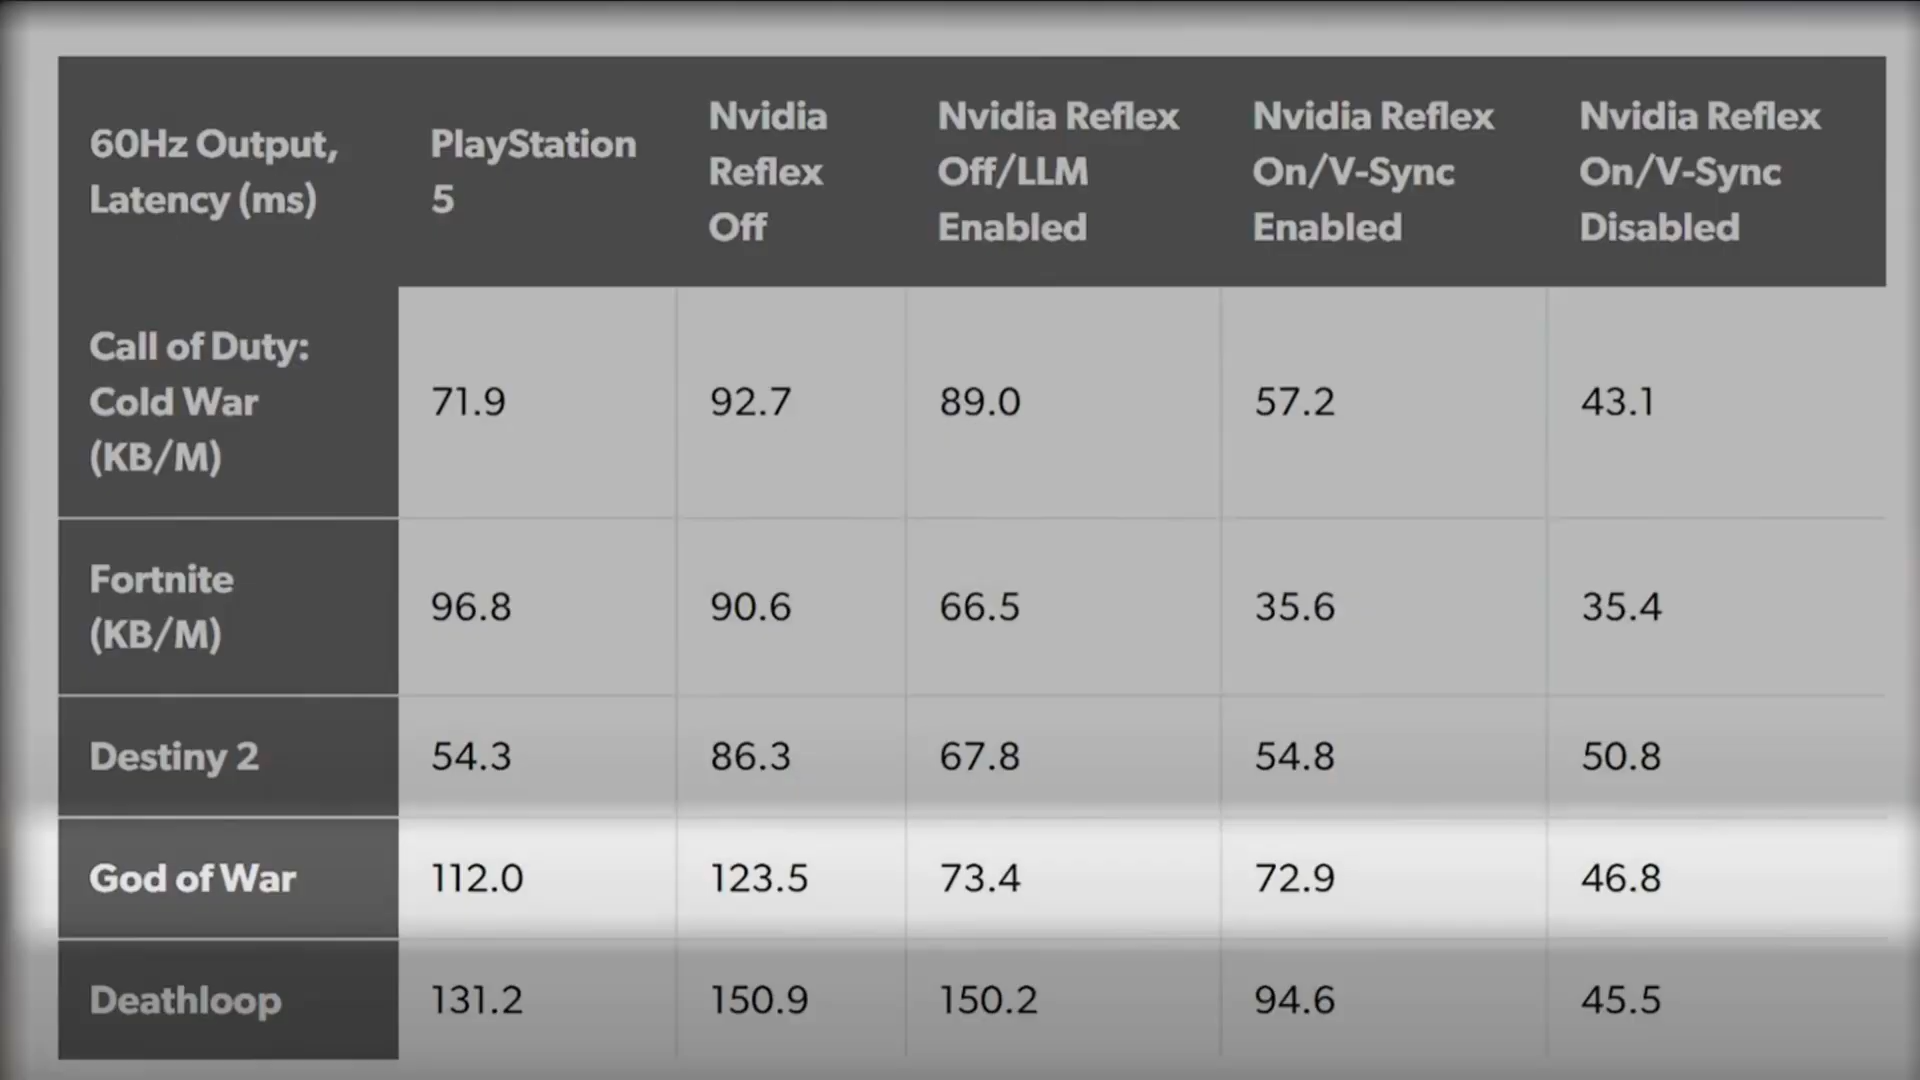 60Hz Output,
Latency (ms)
PlayStation
5
Nvidia
Reflex
Off
Nvidia Reflex
Off/LLM
Enabled
Nvidia Reflex
On/V-Sync
Enabled
Nvidia Reflex
On/V-Sync
Disabled
Call of Duty:
Cold War
(KB/M)
71.9
92.7
89.0
57.2
43.1
Fortnite
(KB/M)
96.8
90.6
66.5
35.6
35.4
Destiny 2
54.3
86.3
67.8
54.8
50.8
God of War
112.0
123.5
73.4
72.9
46.8
Deathloop
131.2
150.9
150.2
94.6
45.5